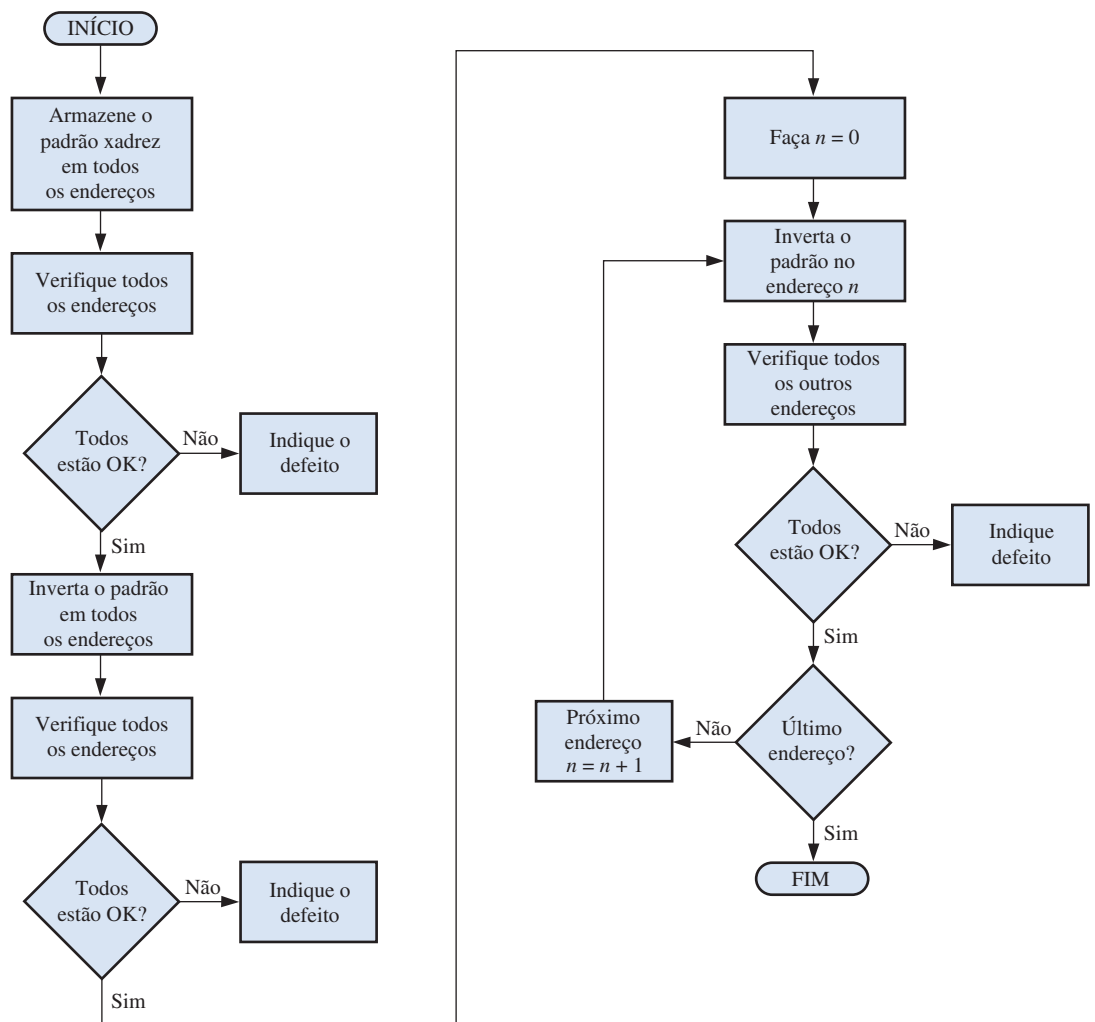 INÍCIO
Armazene o
padrão xadrez
em todos
os endereços
Verifique todos
os endereços
Todos
estão OK?
Não
Indique o
defeito
Sim
Inverta o padrão
em todos
os endereços
Verifique todos
os endereços
Todos
estão OK?
Não
Indique o
defeito
Sim
Faça n = 0
Inverta o
padrão no
endereço n
Verifique todos
os outros
endereços
Todos
estão OK?
Não
Indique
defeito
Sim
Último
endereço?
Não
Próximo
endereço
n = n + 1
Sim
FIM